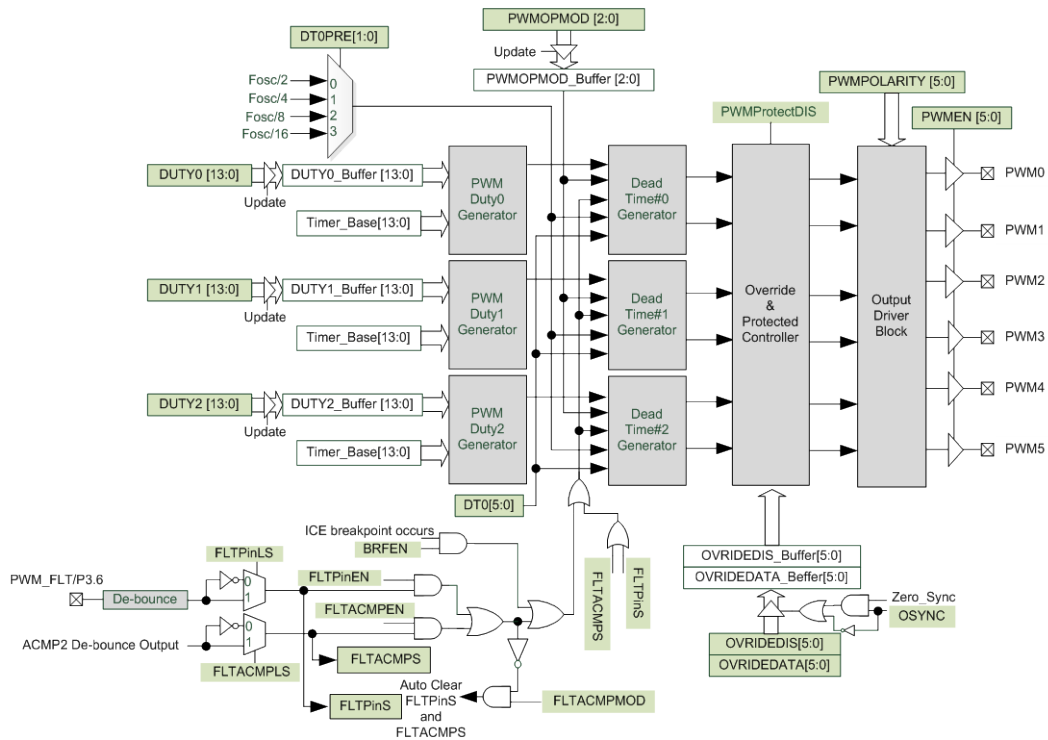 PWMOPMOD [2:0]
DT0PRE[1:0]
Update
PWMOPMOD_Buffer [2:0]
Fosc/2
Fosc/4
Fosc/8
Fosc/16
0
1
2
3
PWMPOLARITY [5:0]
PWMProtectDIS
PWMEN [5:0]
DUTY0 [13:0]
DUTY0_Buffer [13:0]
Update
Timer_Base[13:0]
PWM
Duty0
Generator
Dead
Time#0
Generator
PWM0
PWM1
DUTY1 [13:0]
DUTY1_Buffer [13:0]
Update
Timer_Base[13:0]
PWM
Duty1
Generator
Dead
Time#1
Generator
Override
&
Protected
Controller
Output
Driver
Block
PWM2
PWM3
DUTY2 [13:0]
DUTY2_Buffer [13:0]
Update
Timer_Base[13:0]
PWM
Duty2
Generator
Dead
Time#2
Generator
PWM4
PWM5
DT0[5:0]
ICE breakpoint occurs
BRFEN
FLTPinLS
PWM_FLT/P3.6
De-bounce
0
1
FLTPinEN
FLTACMPEN
ACMP2 De-bounce Output
0
1
FLTACMPLS
FLTACMPS
FLTPinS
Auto Clear
FLTPinS
and
FLTACMPS
FLTACMPMOD
FLTACMPS
FLTPinS
OVRIDEDIS_Buffer[5:0]
OVRIDEDATA_Beffer[5:0]
Zero_Sync
OSYNC
OVRIDEDIS[5:0]
OVRIDEDATA[5:0]